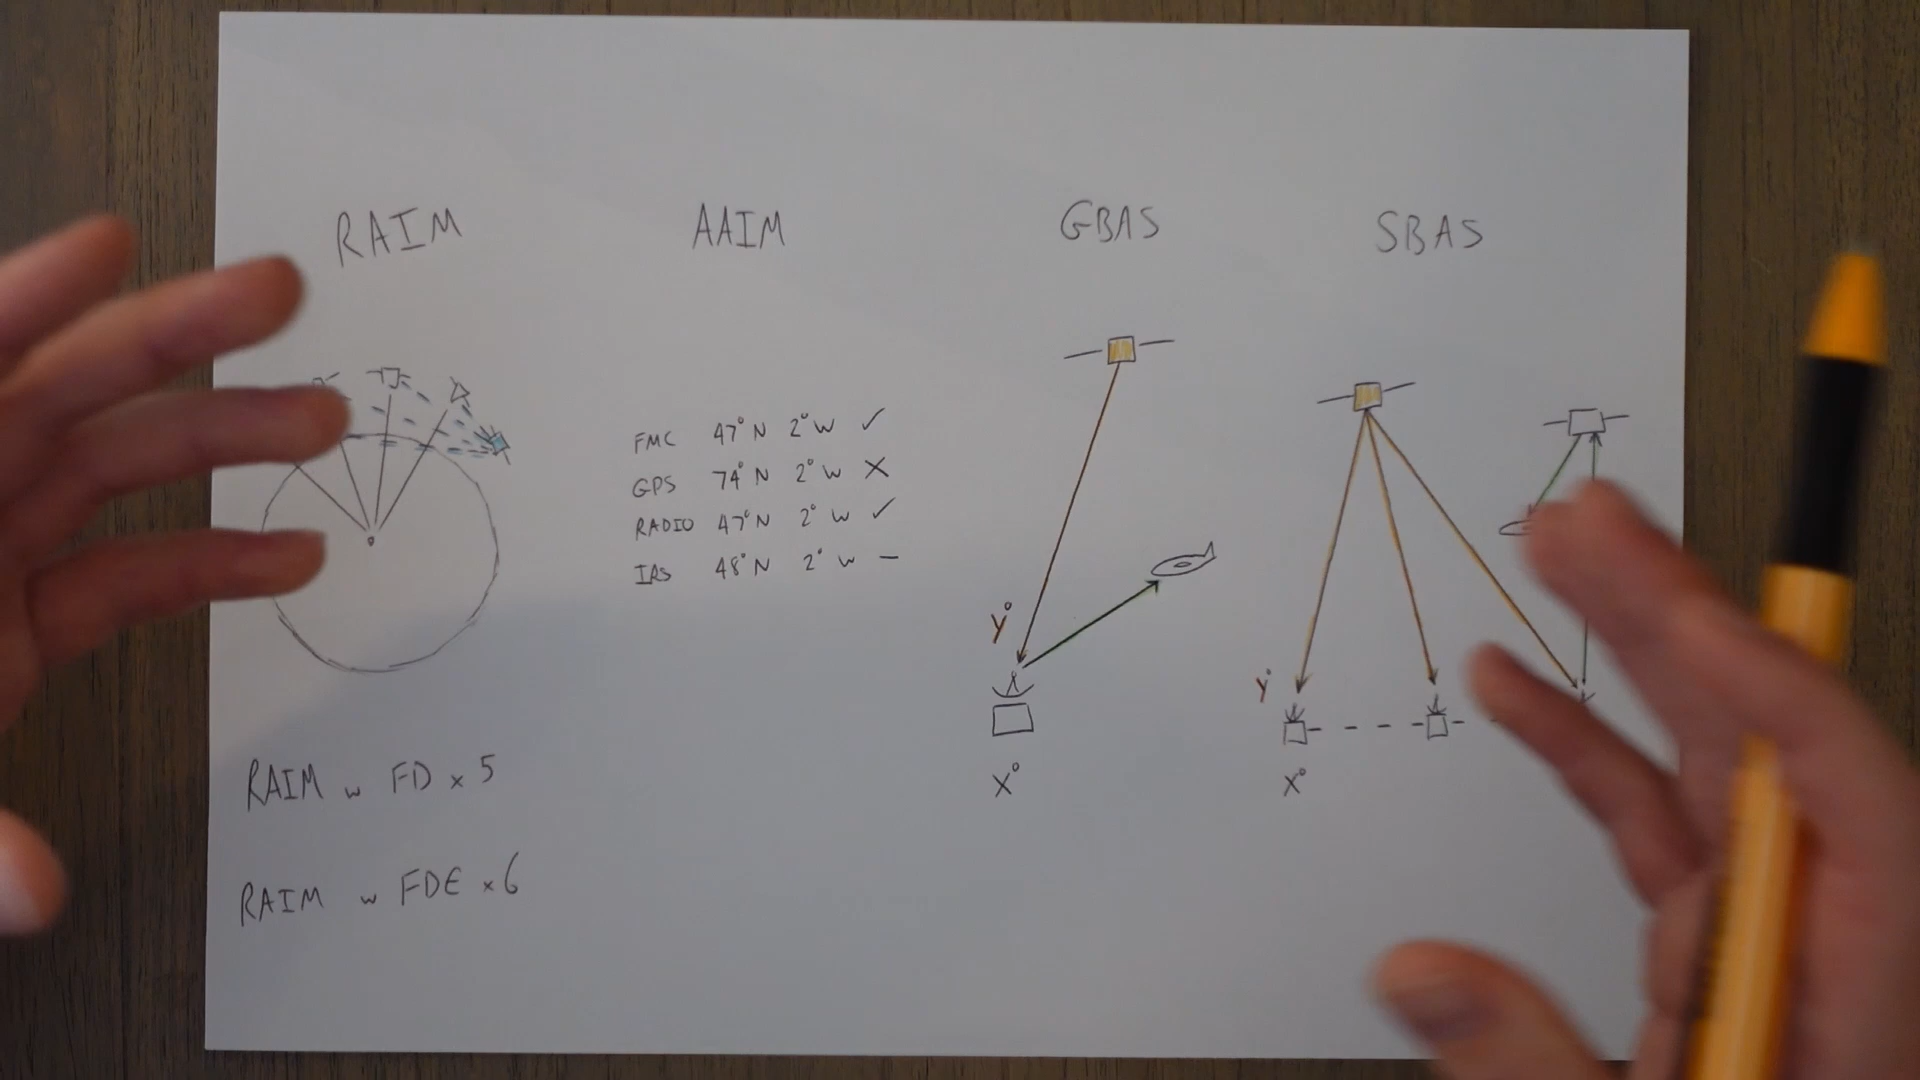 RAIM
AAIM
GBAS
SBAS
FMC 47°N 2°W ✓
GPS 74°N 2°W X
RADIO 47°N 2°W ✓
IRS 48°N 2°W –
y°
X°
y°
X°
RAIM w FD x 5
RAIM w FDE x 6